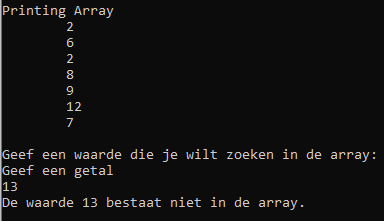 Printing Array
2
6
2
8
9
12
7
Geef een waarde die je wilt zoeken in de array:
Geef een getal
13
De waarde 13 bestaat niet in de array.